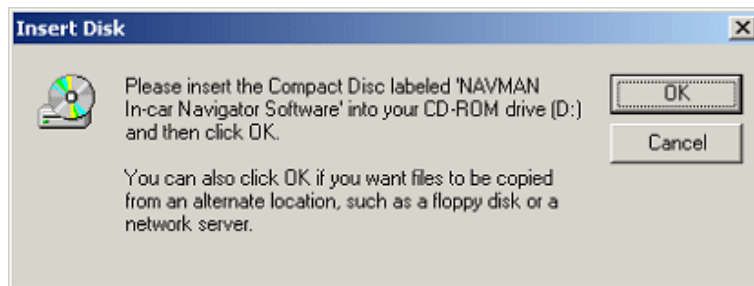 Insert Disk
Please insert the Compact Disc labeled 'NAVMAN
In-car Navigator Software' into your CD-ROM drive (D:)
and then click OK.
You can also click OK if you want files to be copied
from an alternate location, such as a floppy disk or a
network server.
OK
Cancel